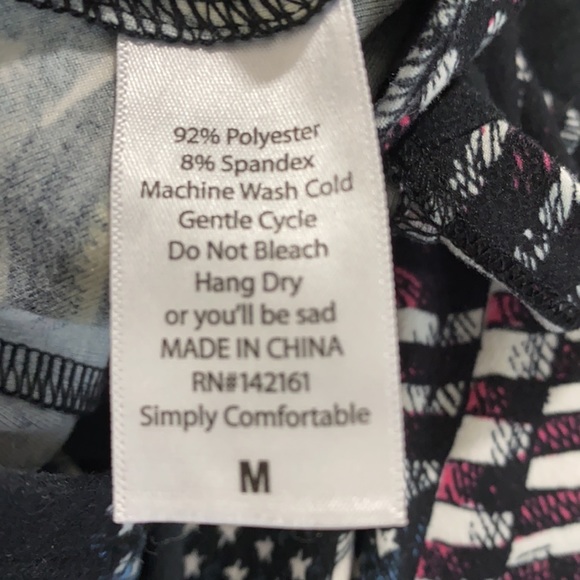 92% Polyester
8% Spandex
Machine Wash Cold
Gentle Cycle
Do Not Bleach
Hang Dry
or you'll be sad
MADE IN CHINA
RN#142161
Simply Comfortable
M